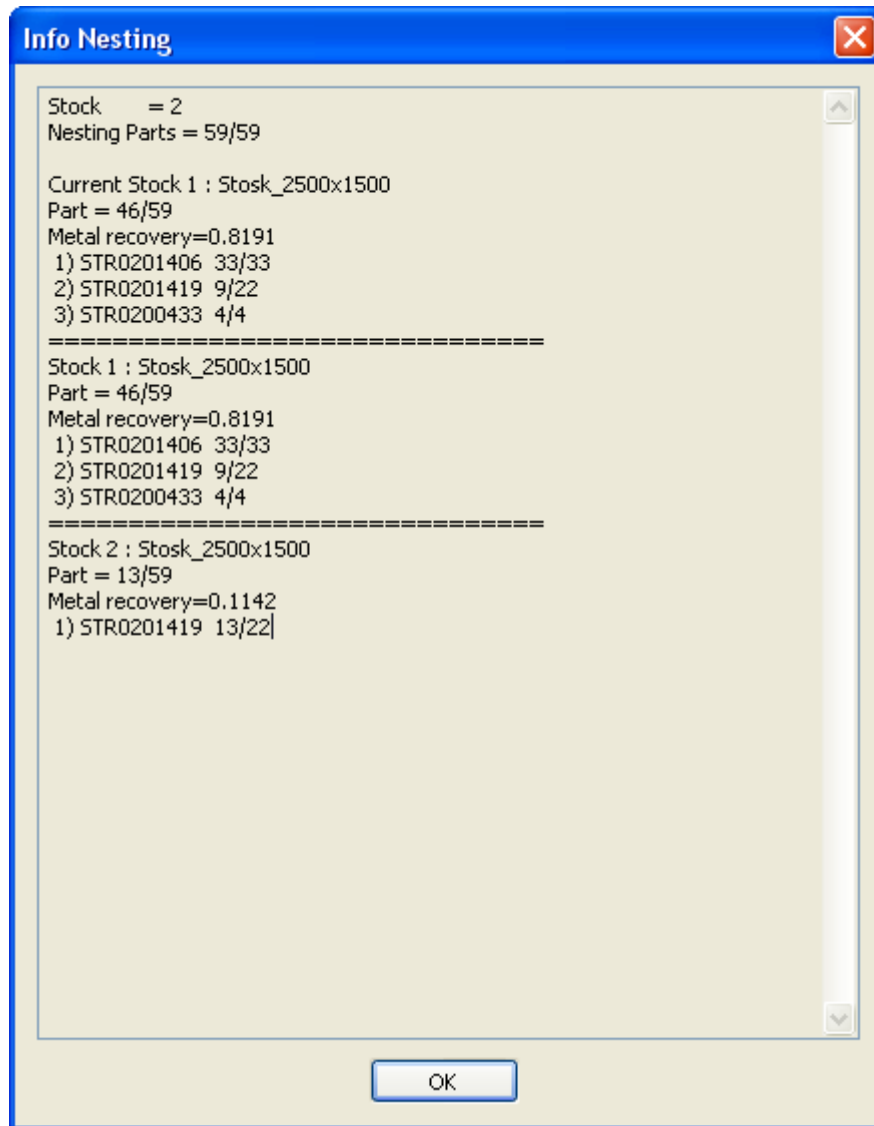 Info Nesting
Stock = 2
Nesting Parts = 59/59
Current Stock 1 : Stosk_2500x1500
Part = 46/59
Metal recovery=0.8191
1) STR0201406 33/33
2) STR0201419 9/22
3) STR0200433 4/4
===============================
Stock 1 : Stosk_2500x1500
Part = 46/59
Metal recovery=0.8191
1) STR0201406 33/33
2) STR0201419 9/22
3) STR0200433 4/4
===============================
Stock 2 : Stosk_2500x1500
Part = 13/59
Metal recovery=0.1142
1) STR0201419 13/22
OK